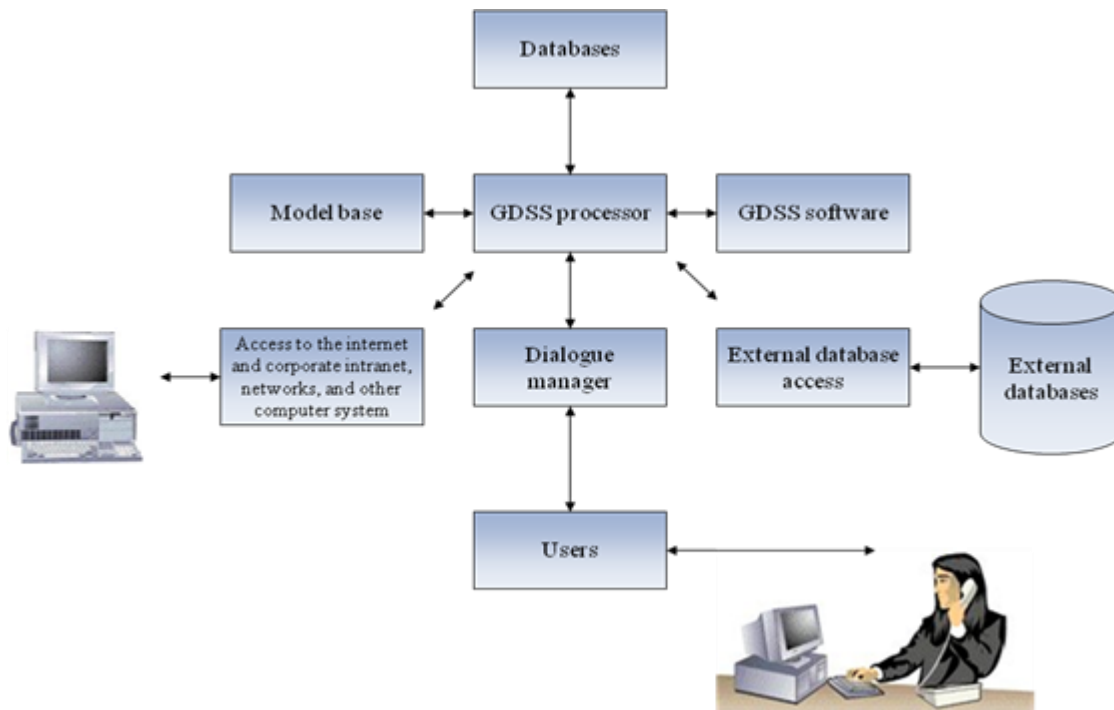 Databases
Model base
GDSS processor
GDSS software
Access to the internet
and corporate intranet,
networks, and other
computer system
Dialogue
manager
External database
access
External
databases
Users